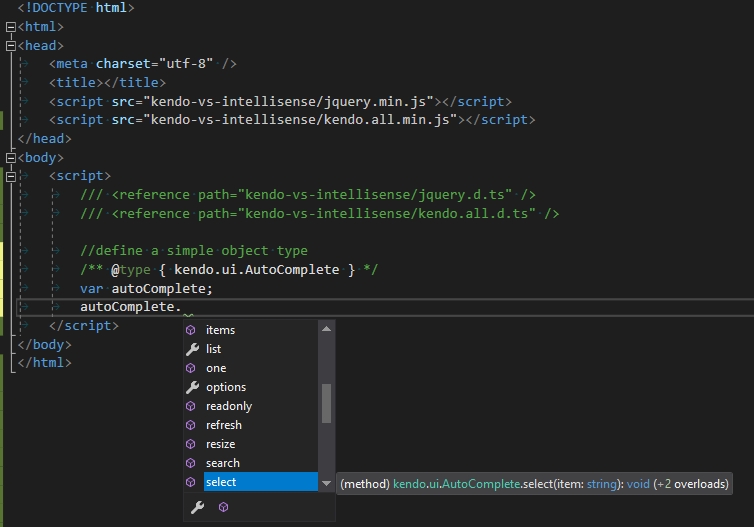 <!DOCTYPE html>
<html>
<head>
<meta charset="utf-8" />
<title></title>
<script src="kendo-vs-intellisense/jquery.min.js"></script>
<script src="kendo-vs-intellisense/kendo.all.min.js"></script>
</head>
<body>
<script>
/// <reference path="kendo-vs-intellisense/jquery.d.ts" />
/// <reference path="kendo-vs-intellisense/kendo.all.d.ts" />
//define a simple object type
/** @type { kendo.ui.AutoComplete } */
var autoComplete;
autoComplete.
</script>
</body>
</html>
items
list
one
options
readonly
refresh
resize
search
select
(method) kendo.ui.AutoComplete.select(item: string): void (+2 overloads)